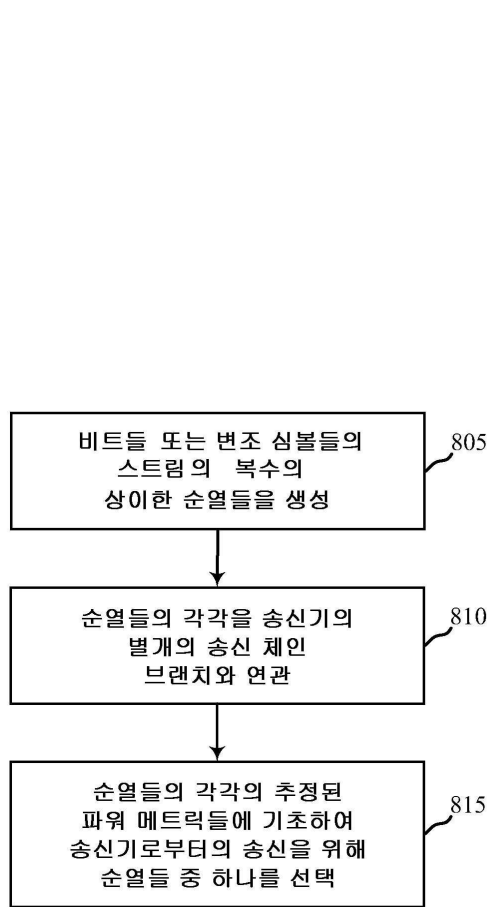 비트들 또는 변조 심볼들의
스트림의 복수의
상이한 순열들을 생성
805
순열들의 각각을 송신기의
별개의 송신 체인
브랜치와 연관
810
순열들의 각각의 추정된
파워 메트릭들에 기초하여
송신기로부터의 송신을 위해
순열들 중 하나를 선택
815